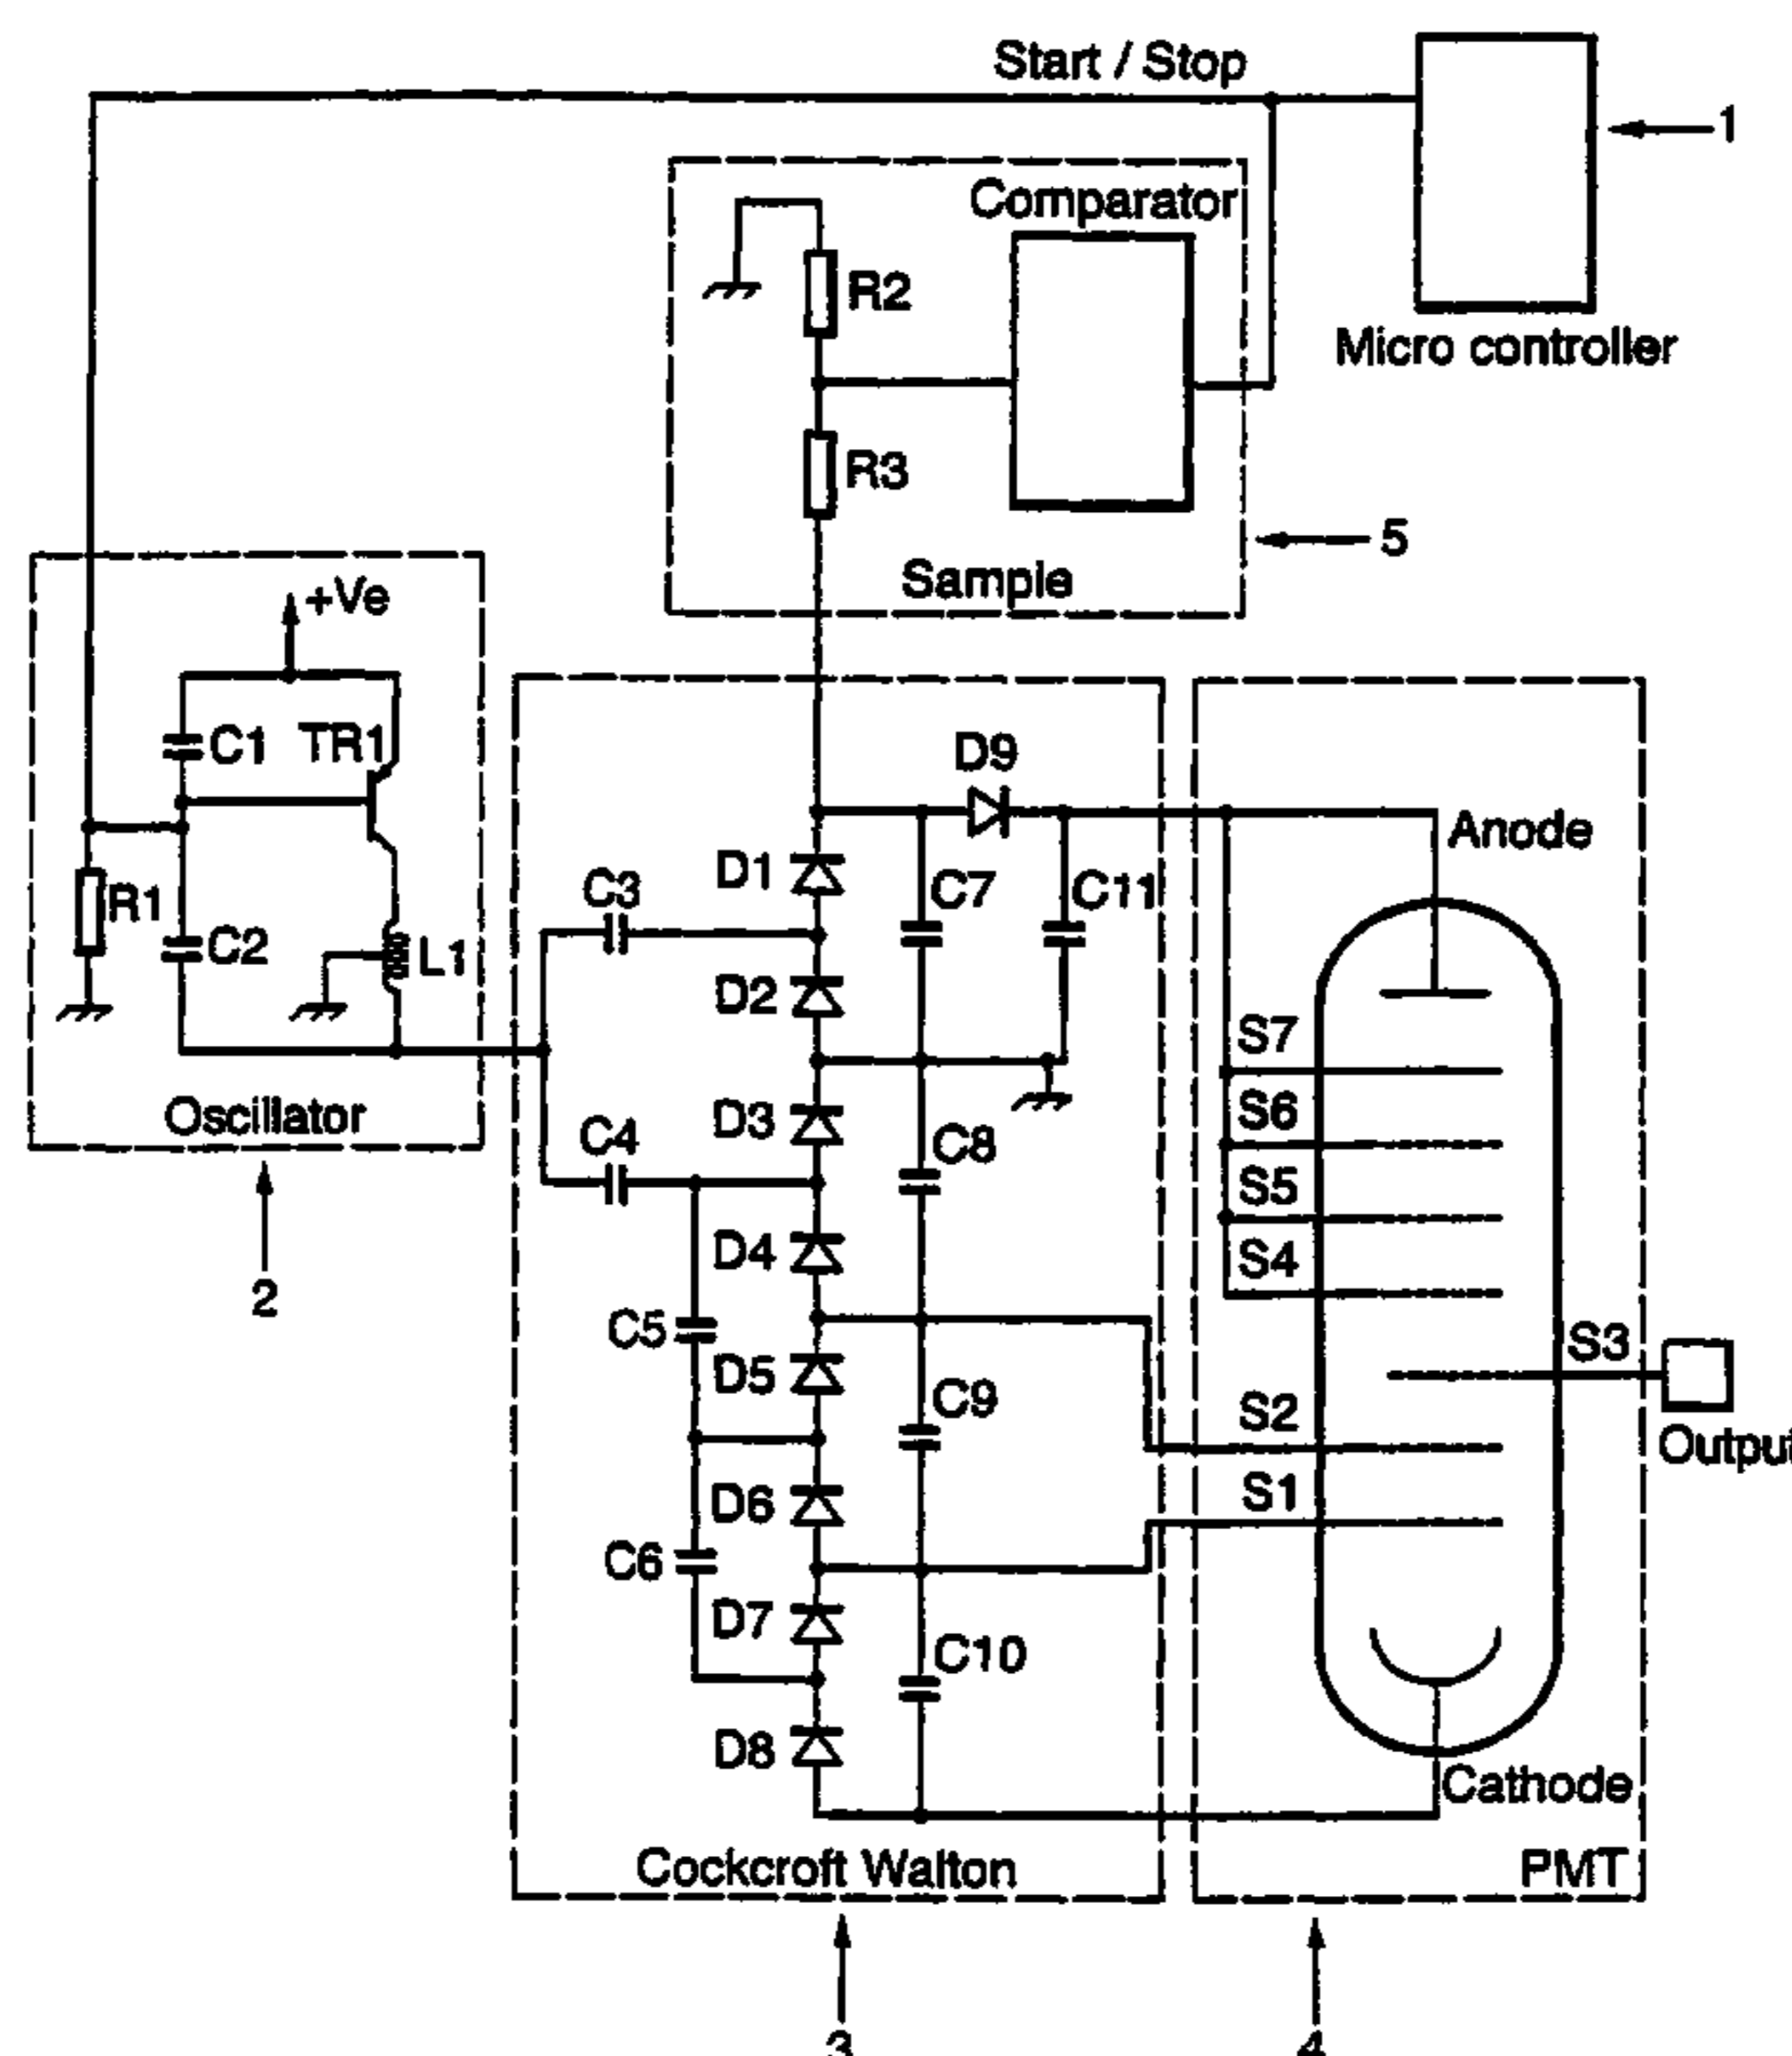 Start / Stop
1
Comparator
R2
Micro controller
R3
5
Sample
+Ve
C1
TR1
D9
Anode
D1
C3
C7
C11
R1
C2
L1
D2
S7
Oscillator
D3
C4
C8
S6
S5
D4
S4
2
C5
D5
C9
S3
S2
Output
D6
S1
C6
D7
C10
D8
Cathode
Cockcroft Walton
PMT
3
4